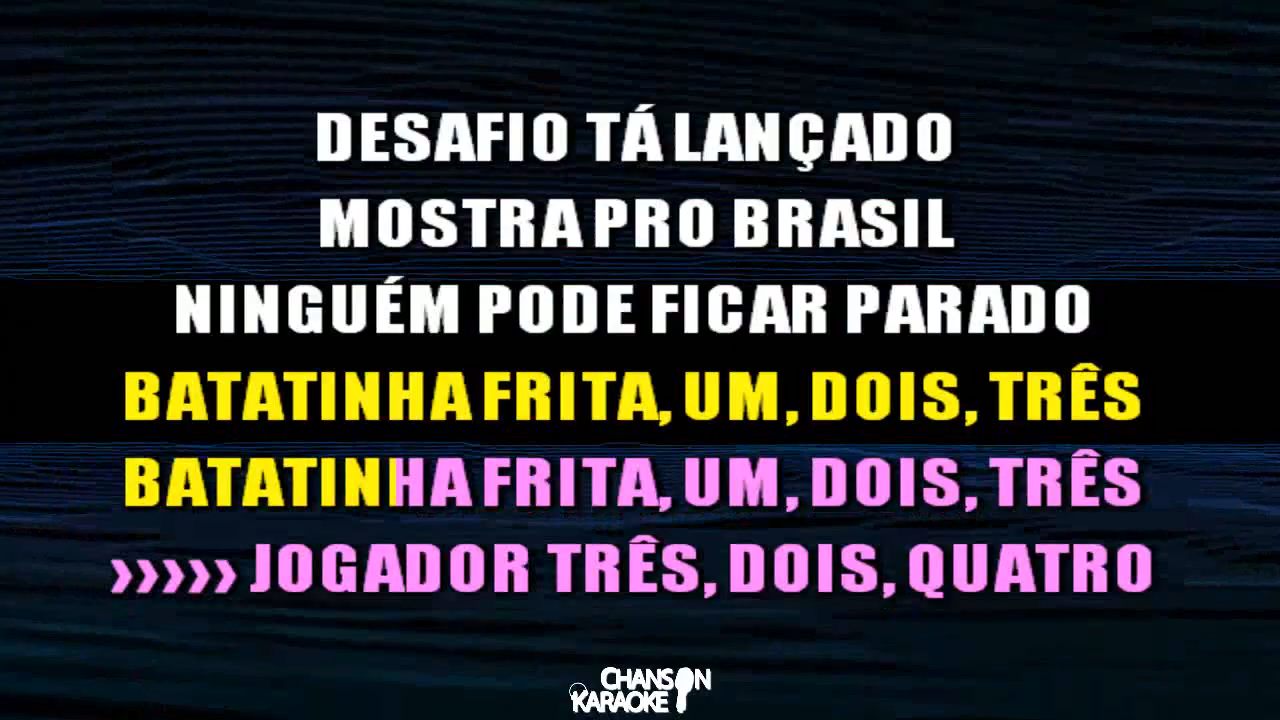 DESAFIO TÁ LANÇADO
MOSTRA PRO BRASIL
NINGUÉM PODE FICAR PARADO
BATATINHA FRITA, UM, DOIS, TRÊS
BATATINHA FRITA, UM, DOIS, TRÊS
››››› JOGADOR TRÊS, DOIS, QUATRO
CHANSON
KARAOKE